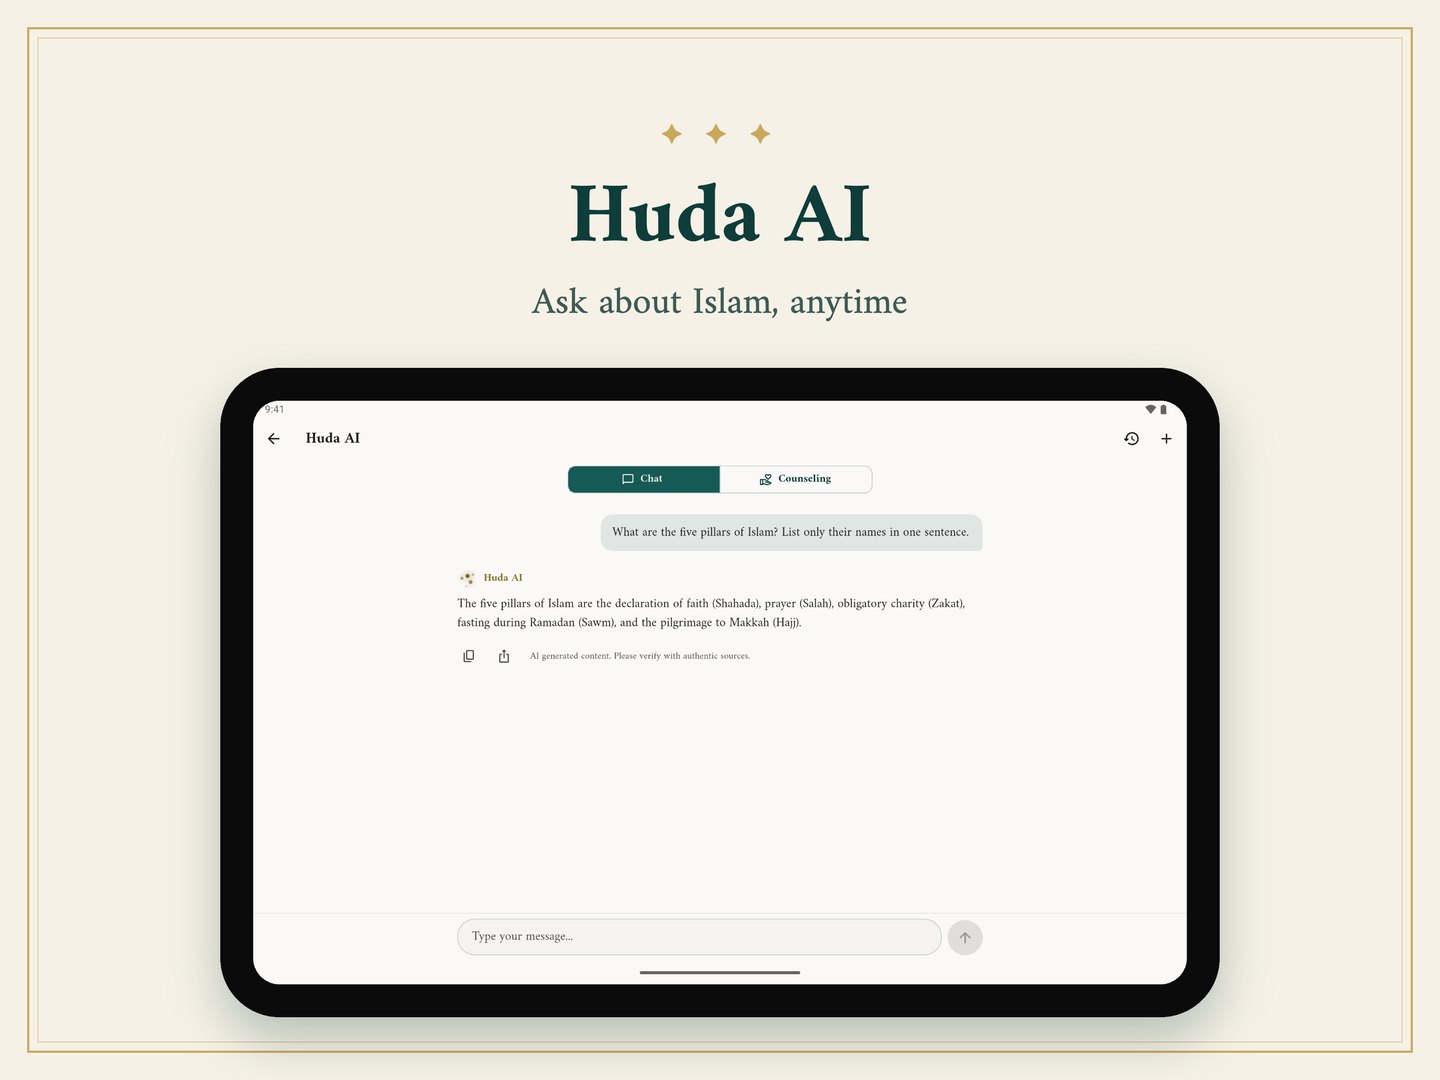 Huda AI
Ask about Islam, anytime
9:41
Huda AI
Chat
Counseling
What are the five pillars of Islam? List only their names in one sentence.
Huda AI
The five pillars of Islam are the declaration of faith (Shahada), prayer (Salah), obligatory charity (Zakat),
fasting during Ramadan (Sawm), and the pilgrimage to Makkah (Hajj).
AI generated content. Please verify with authentic sources.
Type your message...